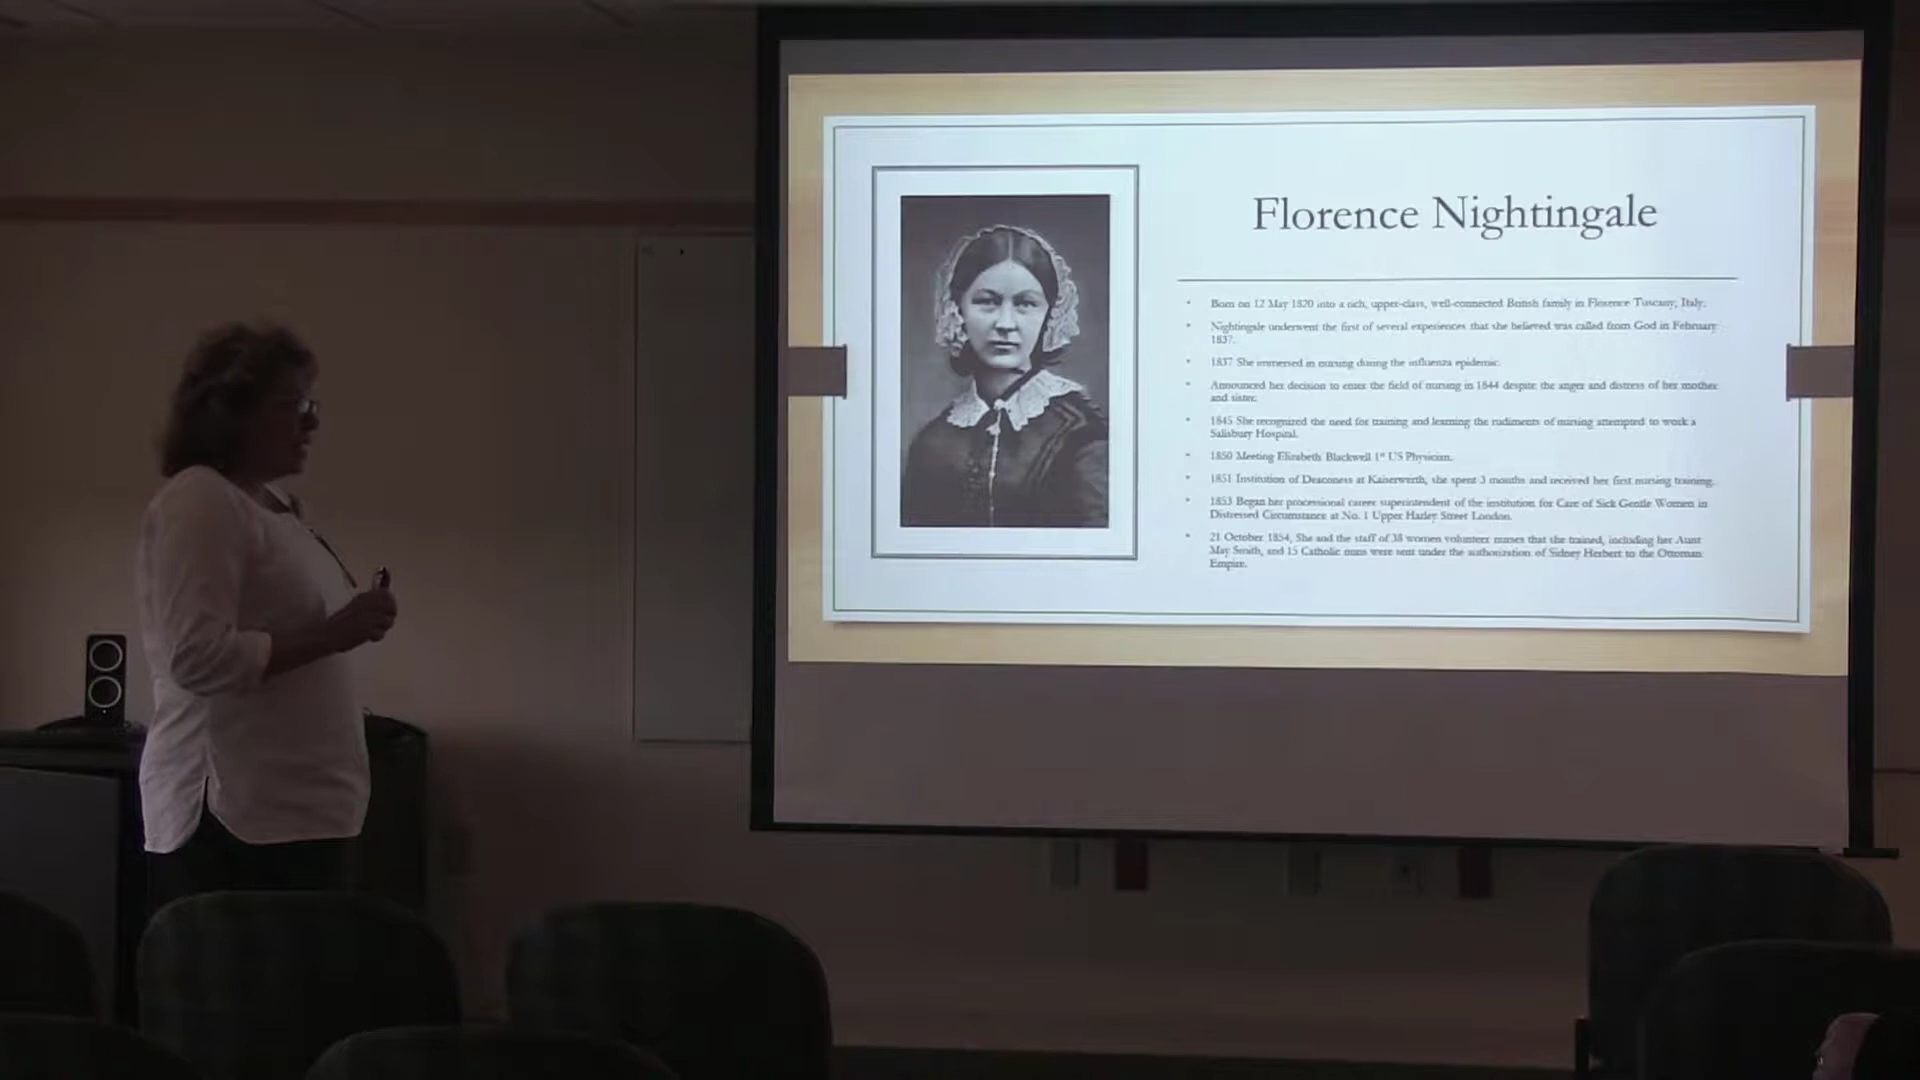 Florence Nightingale
• Born on 12 May 1820 into a rich, upper-class, well-connected British family in Florence Tuscany, Italy.
• Nightingale underwent the first of several experiences that she believed was called from God in February
1837.
• 1837 She immersed in nursing during the influenza epidemic.
• Announced her decision to enter the field of nursing in 1844 despite the anger and distress of her mother
and sister.
• 1845 She recognized the need for training and learning the rudiments of nursing attempted to work a
Salisbury Hospital.
• 1850 Meeting Elizabeth Blackwell 1st US Physician.
• 1851 Institution of Deaconess at Kaiserwerth, she spent 3 months and received her first nursing training.
• 1853 Began her processional career superintendent of the institution for Care of Sick Gentle Women in
Distressed Circumstance at No. 1 Upper Harley Street London.
• 21 October 1854, She and the staff of 38 women volunteer nurses that she trained, including her Aunt
May Smith, and 15 Catholic nuns were sent under the authorization of Sidney Herbert to the Ottoman
Empire.